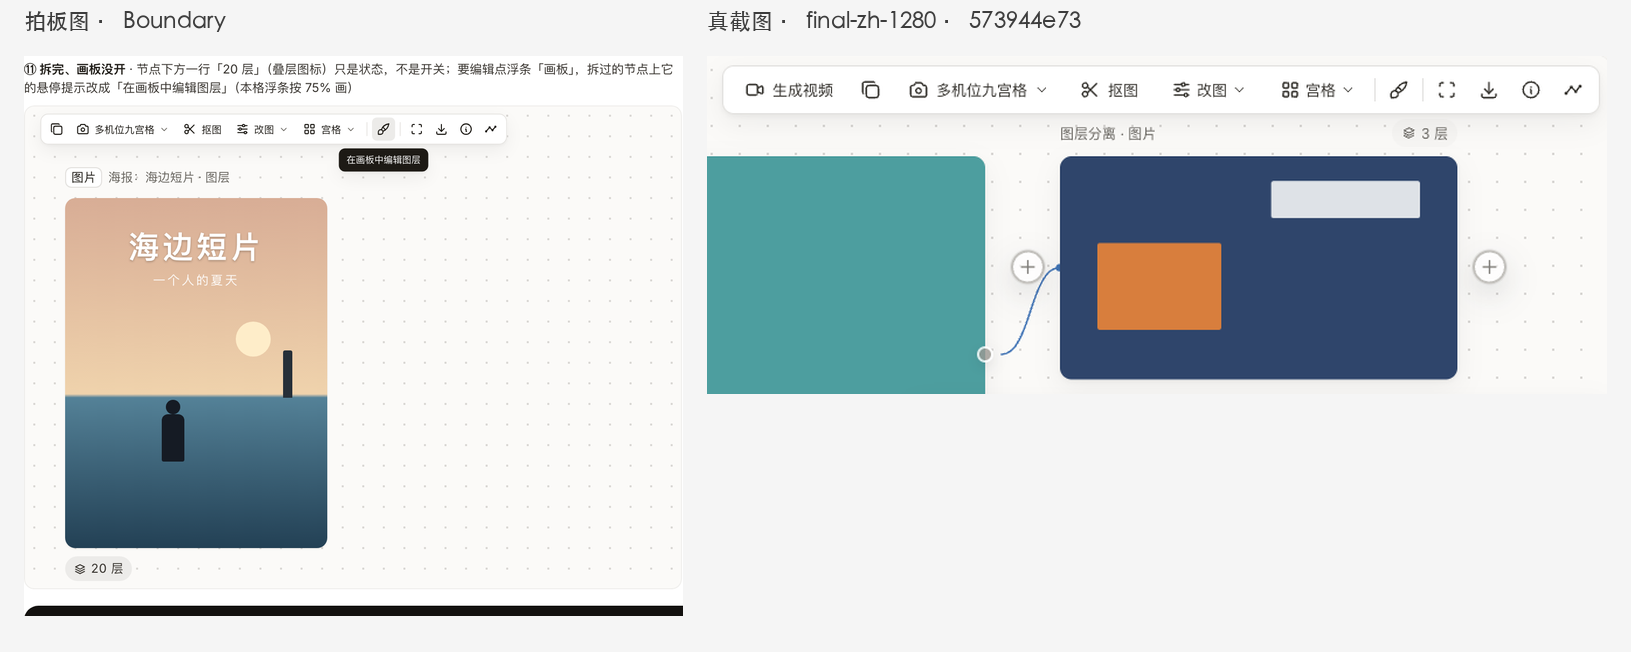 拍板图 · Boundary
⑪ 拆完、画板没开 · 节点下方一行「20 层」（叠层图标）只是状态，不是开关；要编辑点浮条「画板」，拆过的节点上它
的悬停提示改成「在画板中编辑图层」（本格浮条按 75% 画）
多机位九宫格 抠图 改图 宫格
在画板中编辑图层
图片 海报：海边短片 · 图层
海边短片
一个人的夏天
20 层
真截图 · final-zh-1280 · 573944e73
生成视频 多机位九宫格 抠图 改图 宫格
图层分离 · 图片 3 层